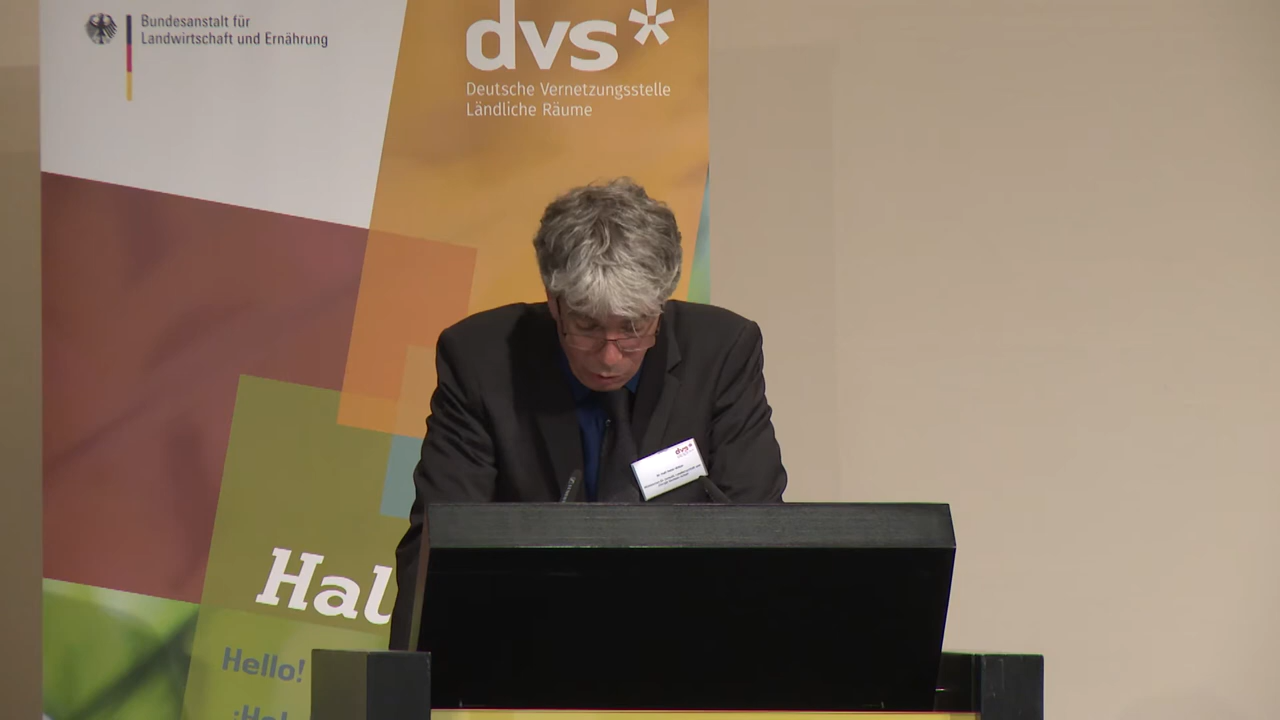 Bundesanstalt für
Landwirtschaft und Ernährung
dvs*
Deutsche Vernetzungsstelle
Ländliche Räume
Hal
Hello!
dvs*